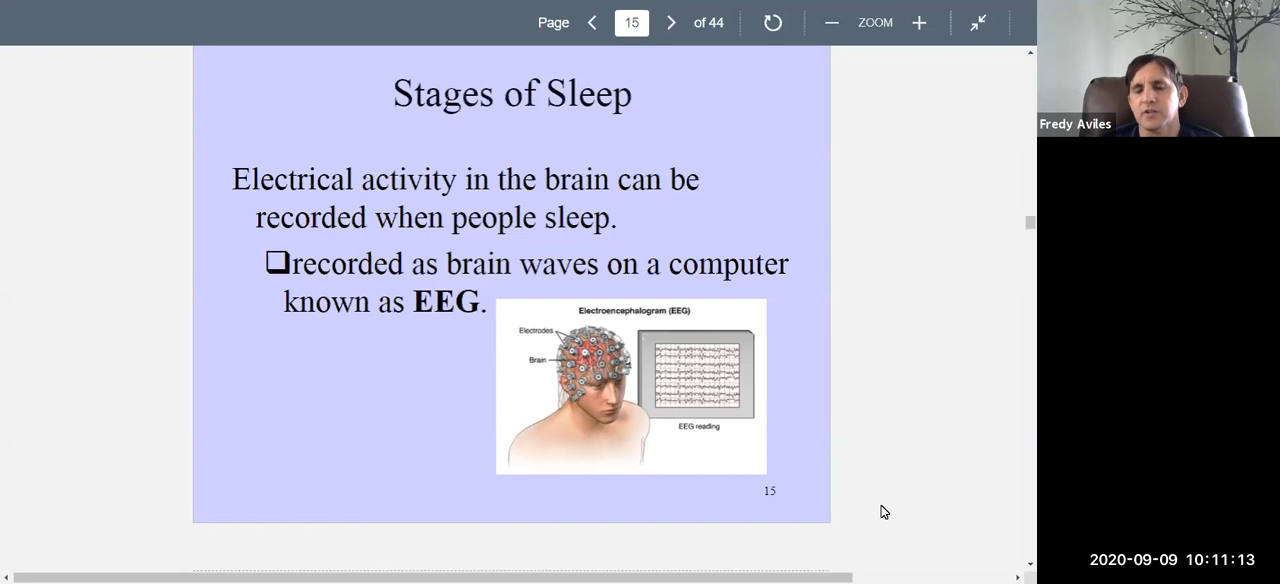 Page 15 of 44 ZOOM
Stages of Sleep
Electrical activity in the brain can be
recorded when people sleep.
recorded as brain waves on a computer
known as EEG.
Electroencephalogram (EEG)
Electrodes
Brain
EEG reading
15
Fredy Aviles
2020-09-09 10:11:13